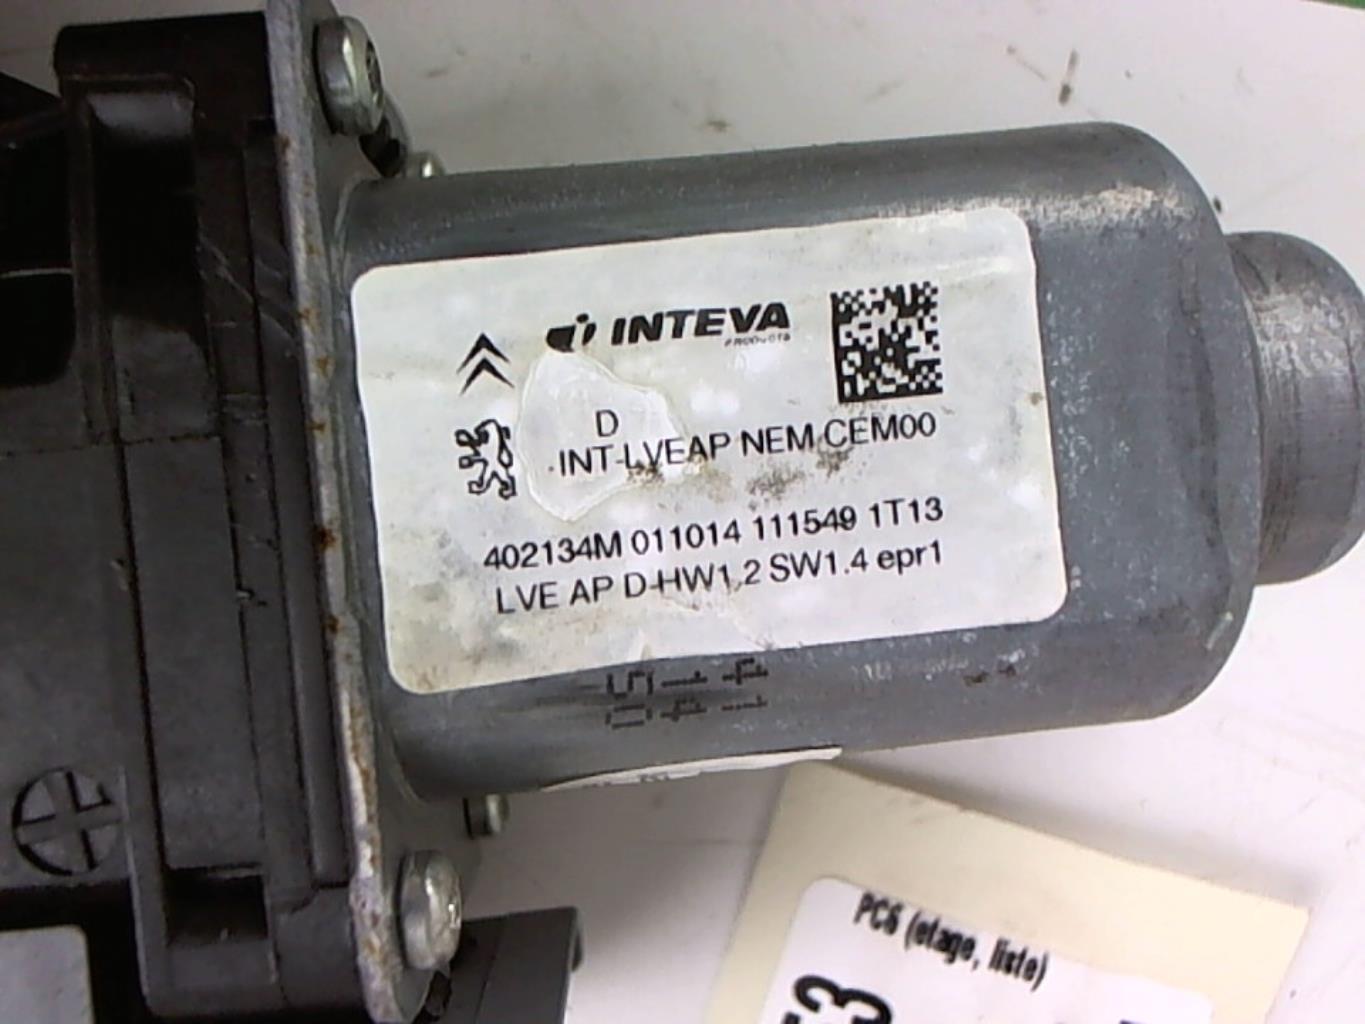 INTEVA
PRODUCTS
D
INT-LVEAP NEM CEM00
402134M 011014 111549 1T13
LVE AP D-HW1.2 SW1.4 epr1
PC6 (etage, liste)